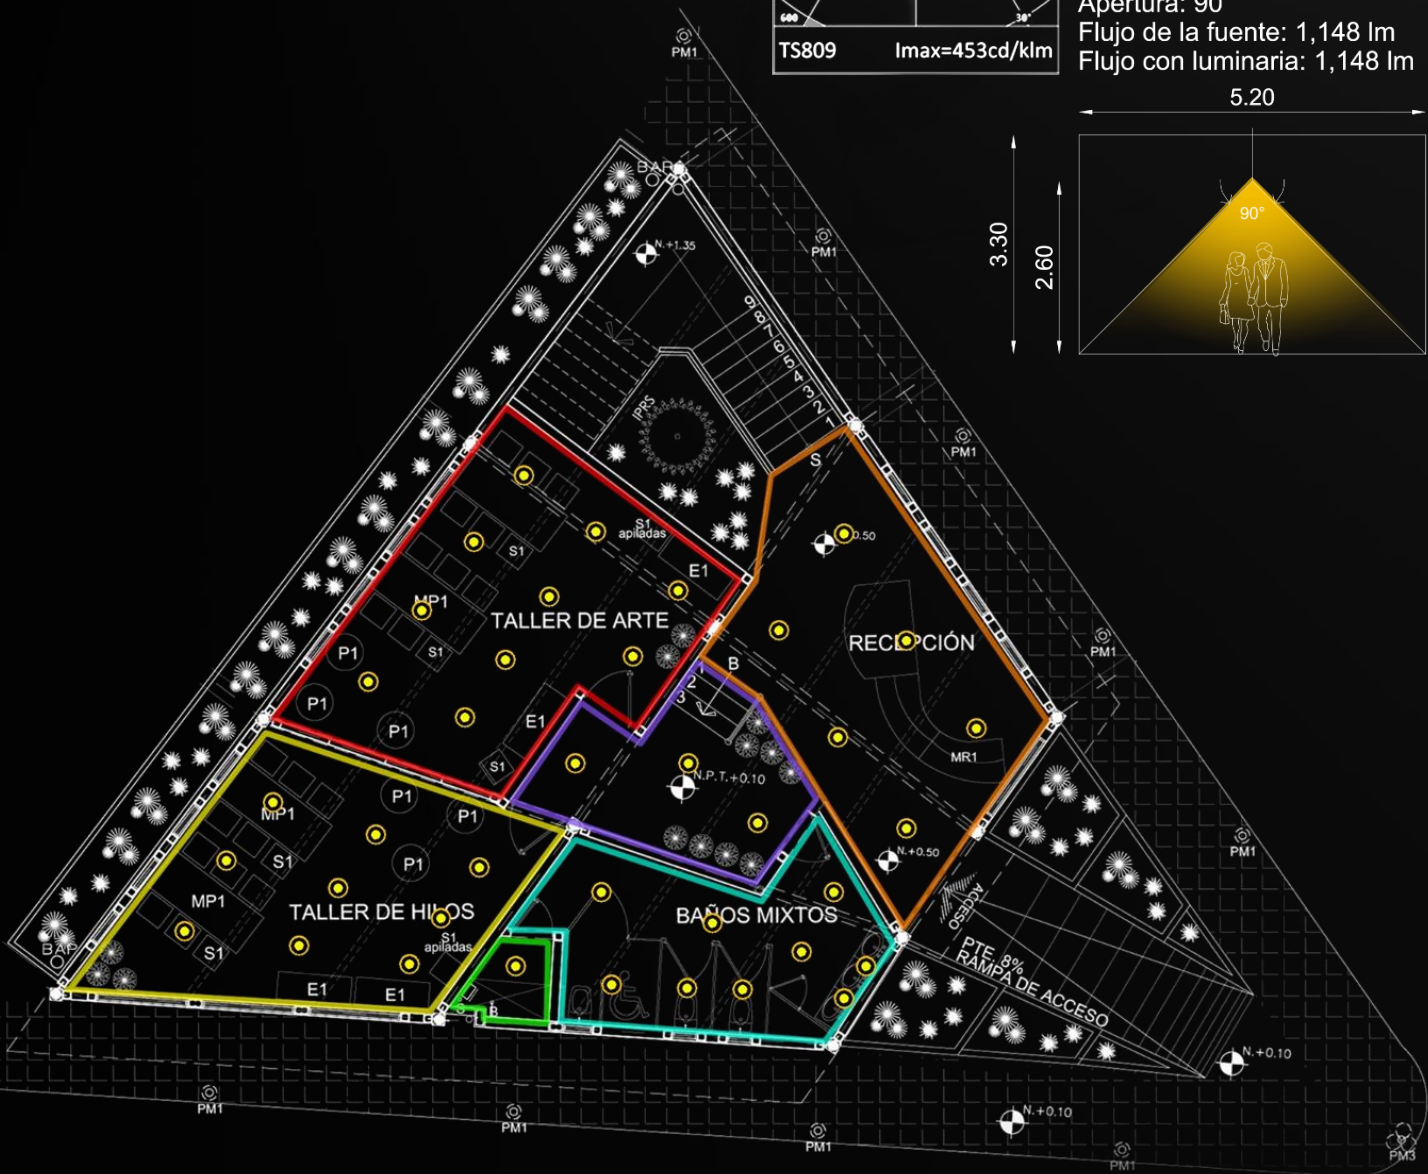 600
30°
TS809 Imax=453cd/klm
Apertura: 90
Flujo de la fuente: 1,148 lm
Flujo con luminaria: 1,148 lm
5.20
3.30
2.60
90°
PM1
BAP
N.+1.35
PM1
9
8
7
6
5
4
3
2
1
S
IPRS
PM1
S1
apiladas
S1
E1
0.50
MP1
TALLER DE ARTE
S1
P1
P1
P1
E1
S1
B
1
2
3
RECEPCIÓN
MR1
PM1
N.P.T.+0.10
P1
P1
P1
MP1
S1
MP1
S1
TALLER DE HILOS
S1
apiladas
E1
E1
BAP
B
BAÑOS MIXTOS
N.+0.50
ACCESO
PTE. 8%
RAMPA DE ACCESO
PM1
N.+0.10
N.+0.10
PM1
PM1
PM1
PM1
PM3